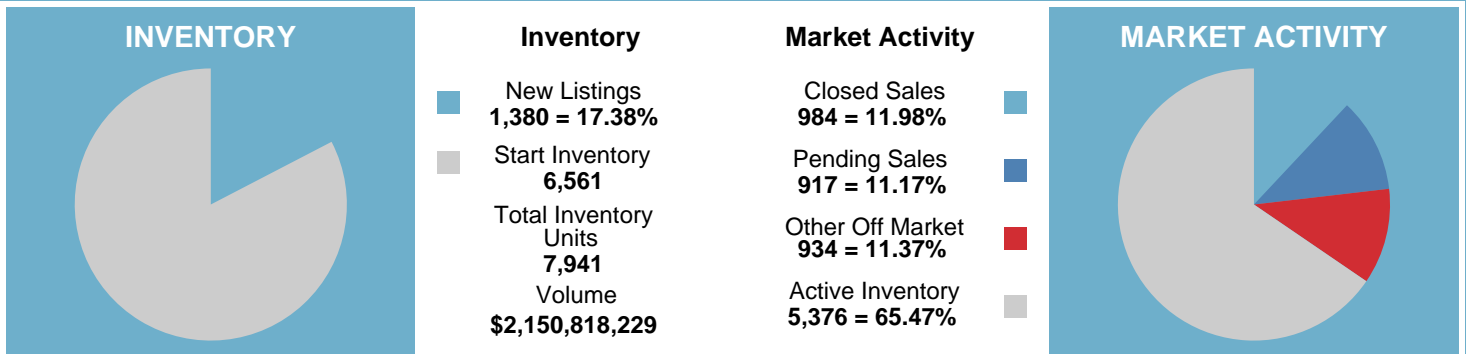 INVENTORY
Inventory
New Listings
1,380 = 17.38%
Start Inventory
6,561
Total Inventory
Units
7,941
Volume
$2,150,818,229
Market Activity
Closed Sales
984 = 11.98%
Pending Sales
917 = 11.17%
Other Off Market
934 = 11.37%
Active Inventory
5,376 = 65.47%
MARKET ACTIVITY